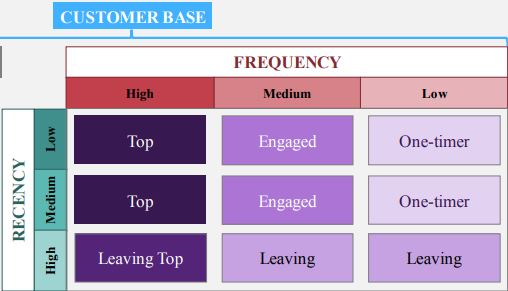 CUSTOMER BASE
FREQUENCY
High Medium Low
RECENCY
Low Top Engaged One-timer
Medium Top Engaged One-timer
High Leaving Top Leaving Leaving